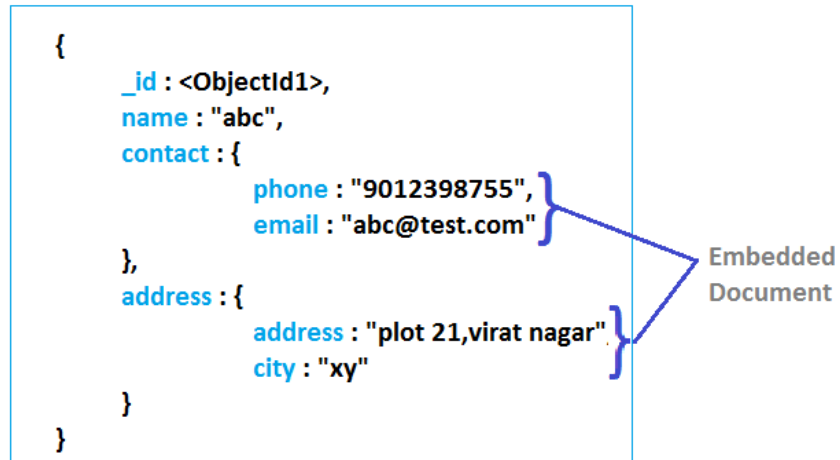 {
_id : <ObjectId1>,
name : "abc",
contact : {
phone : "9012398755",
email : "abc@test.com"
},
address : {
address : "plot 21,virat nagar",
city : "xy"
}
}
Embedded
Document